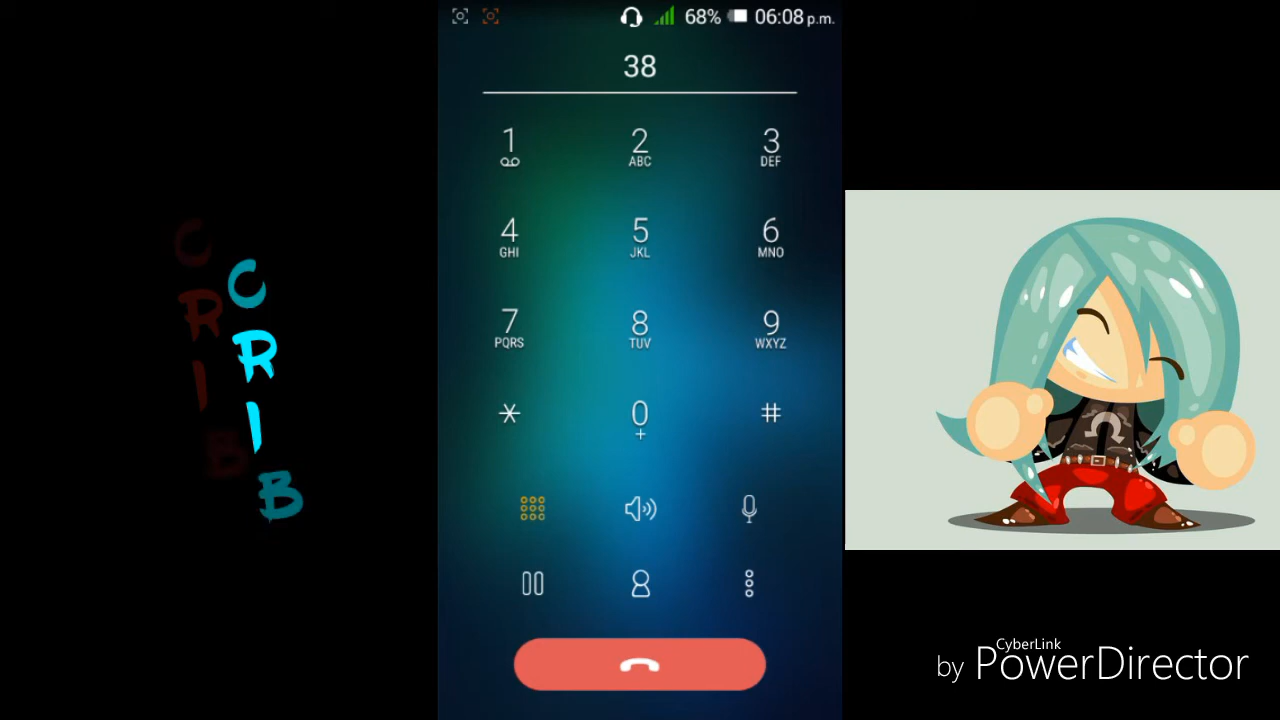 C
R
I
B
C
R
I
B
68% 06:08 p.m.
38
1 2 3
ABC DEF
4 5 6
GHI JKL MNO
7 8 9
PQRS TUV WXYZ
* 0 #
+
CyberLink
by PowerDirector